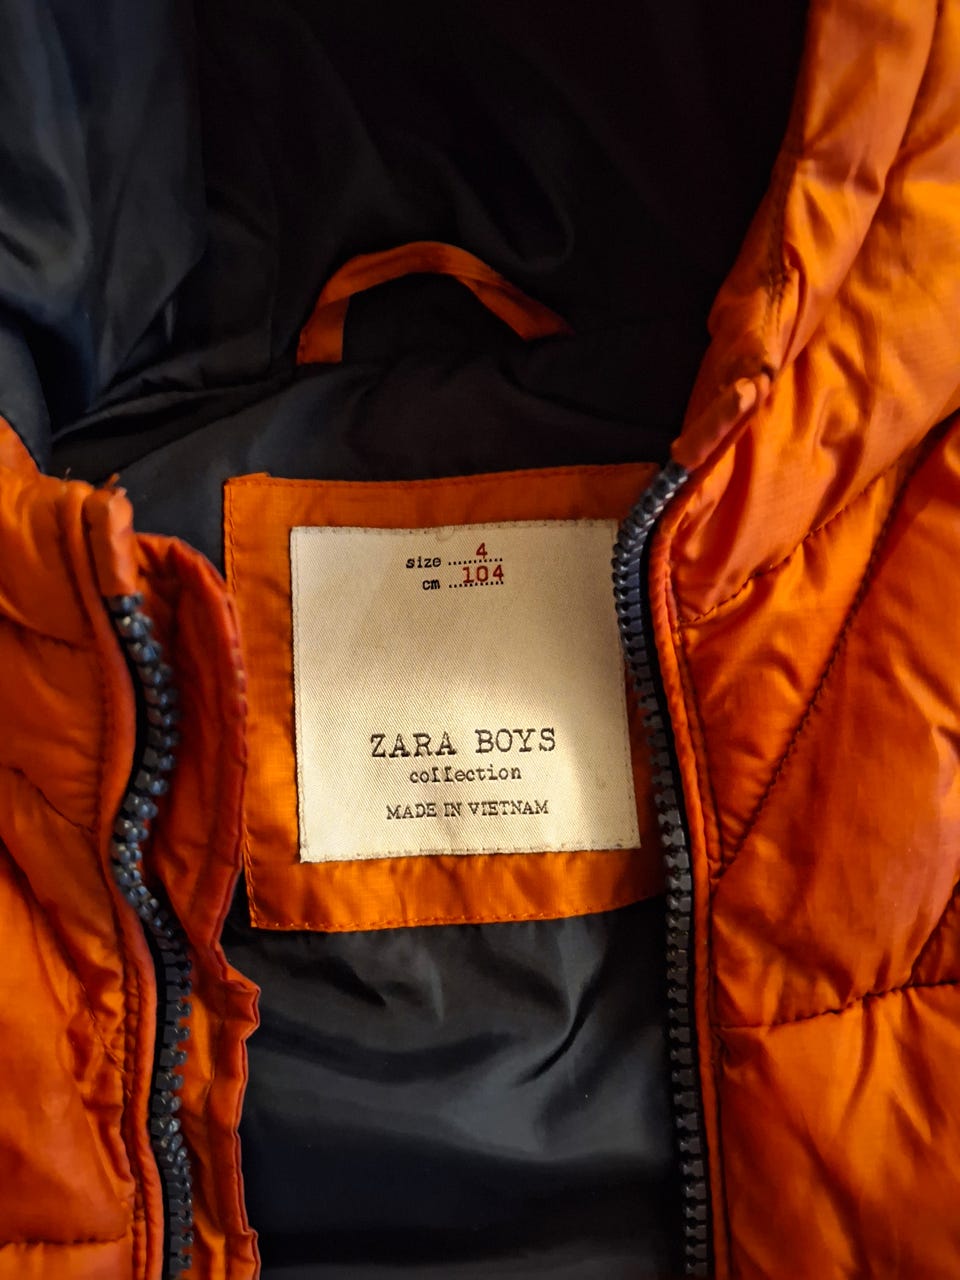 size 4
cm 104
ZARA BOYS
collection
MADE IN VIETNAM